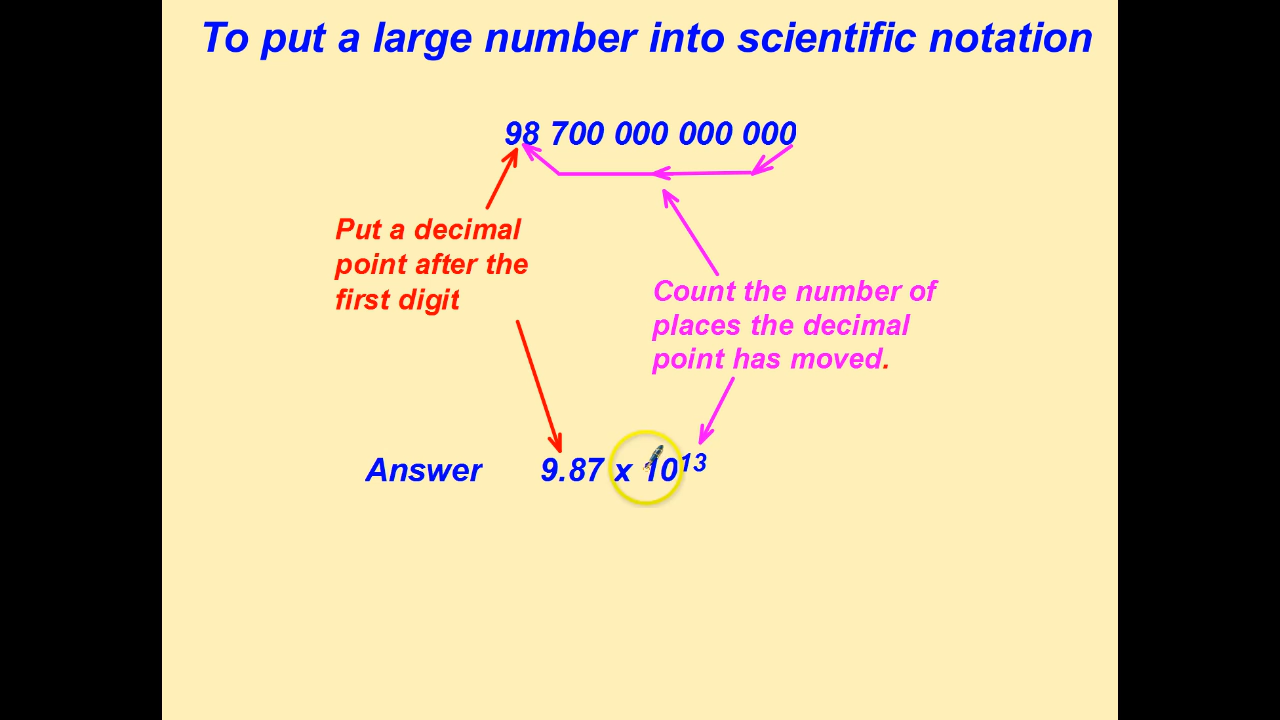 To put a large number into scientific notation
98 700 000 000 000
Put a decimal
point after the
first digit
Count the number of
places the decimal
point has moved.
Answer 9.87 x 10¹³